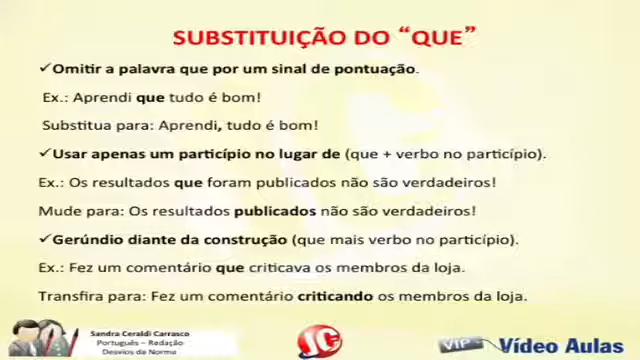 SUBSTITUIÇÃO DO “QUE”
✓Omitir a palavra que por um sinal de pontuação.
Ex.: Aprendi que tudo é bom!
Substitua para: Aprendi, tudo é bom!
✓Usar apenas um particípio no lugar de (que + verbo no particípio).
Ex.: Os resultados que foram publicados não são verdadeiros!
Mude para: Os resultados publicados não são verdadeiros!
✓Gerúndio diante da construção (que mais verbo no particípio).
Ex.: Fez um comentário que criticava os membros da loja.
Transfira para: Fez um comentário criticando os membros da loja.
Sandra Ceraldi Carrasco
Português – Redação
Desvios da Norma
VIP Vídeo Aulas